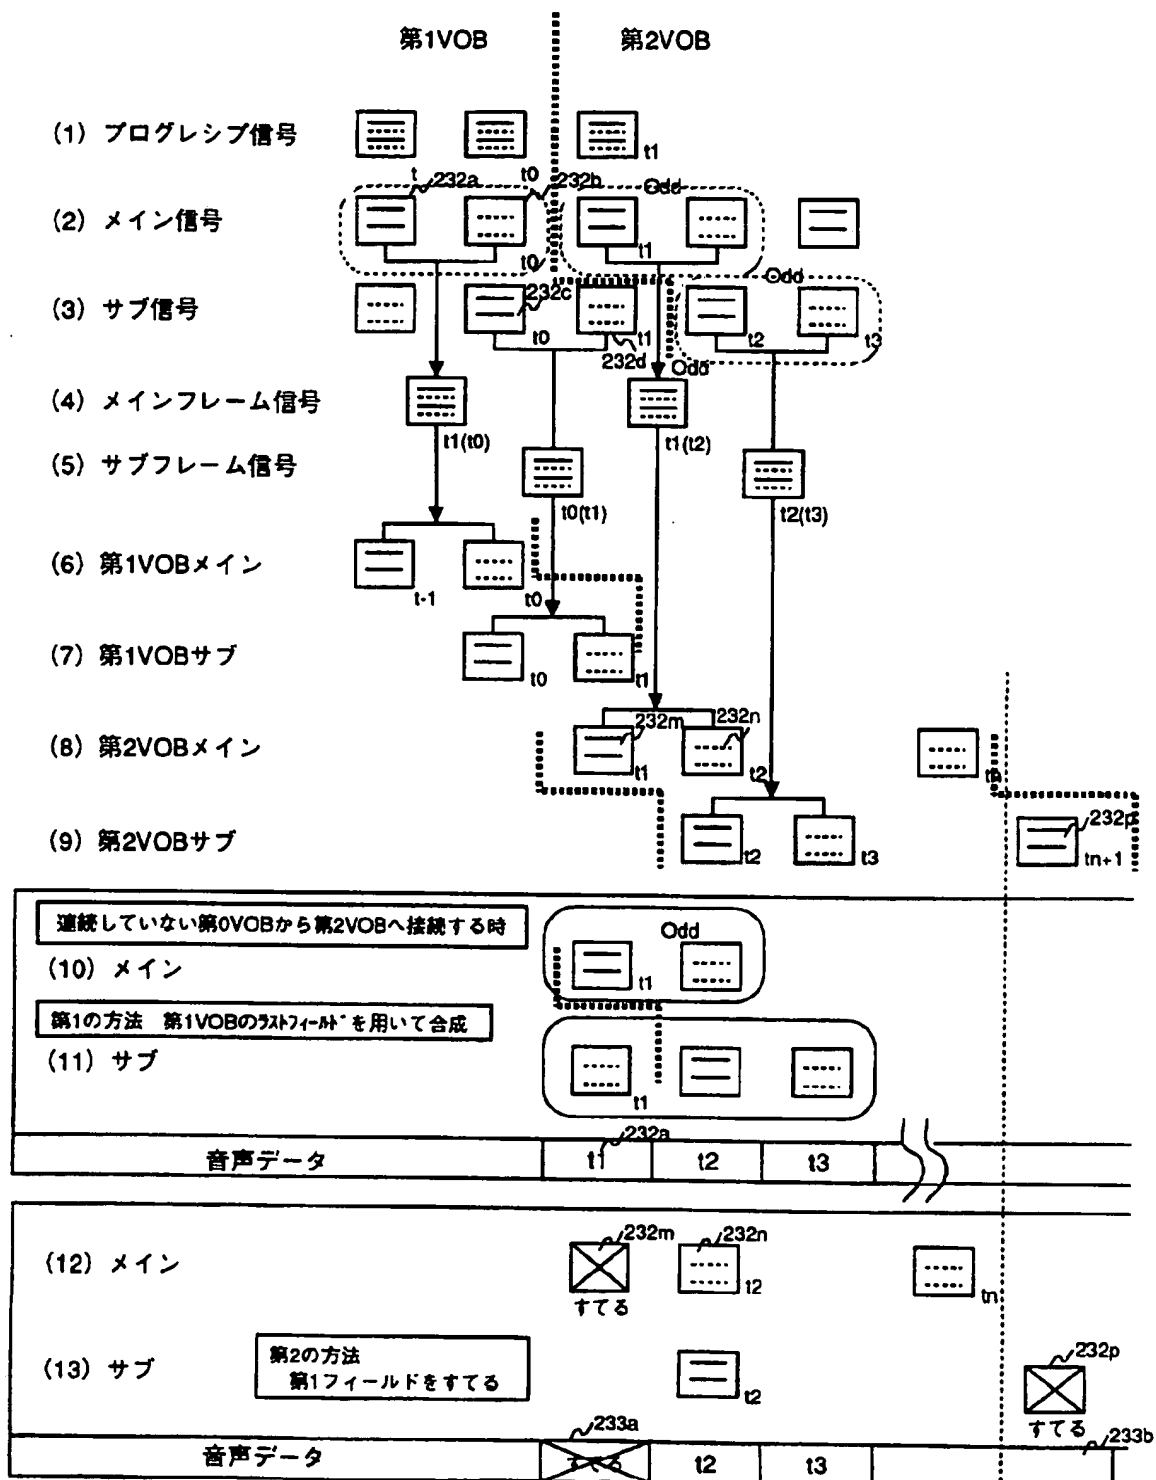 第1VOB 第2VOB
(1) プログレシブ信号
t1
t 232a t0 232b Odd
(2) メイン信号
t0 t1
Odd
(3) サブ信号 232c
t0 t1 t2 t3
232d Odd
(4) メインフレーム信号
t1(t0) t1(t2)
(5) サブフレーム信号
t0(t1) t2(t3)
(6) 第1VOBメイン
t-1 t0
(7) 第1VOBサブ
t0 t1
232m 232n
(8) 第2VOBメイン
t1 t2
232p
(9) 第2VOBサブ
t2 t3 tn+1
連続していない第0VOBから第2VOBへ接続する時
Odd
(10) メイン
t1
第1の方法 第1VOBのラストフィールドを用いて合成
(11) サブ
t1
232a
音声データ t1 t2 t3
232m 232n
(12) メイン
t2 tn
すてる
232p
(13) サブ
第2の方法
第1フィールドをすてる
t2
すてる
233a 233b
音声データ すてる t2 t3